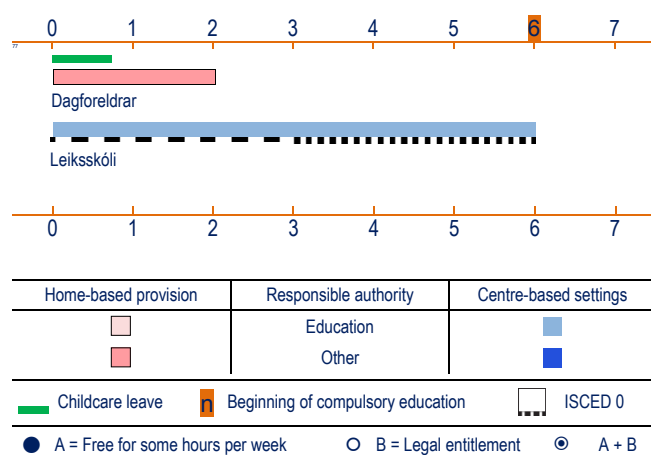 0 1 2 3 4 5 6 7
77
Dagforeldrar
Leiksskóli
0 1 2 3 4 5 6 7
Home-based provision Responsible authority Centre-based settings
Education
Other
Childcare leave n Beginning of compulsory education ISCED 0
A = Free for some hours per week B = Legal entitlement A + B